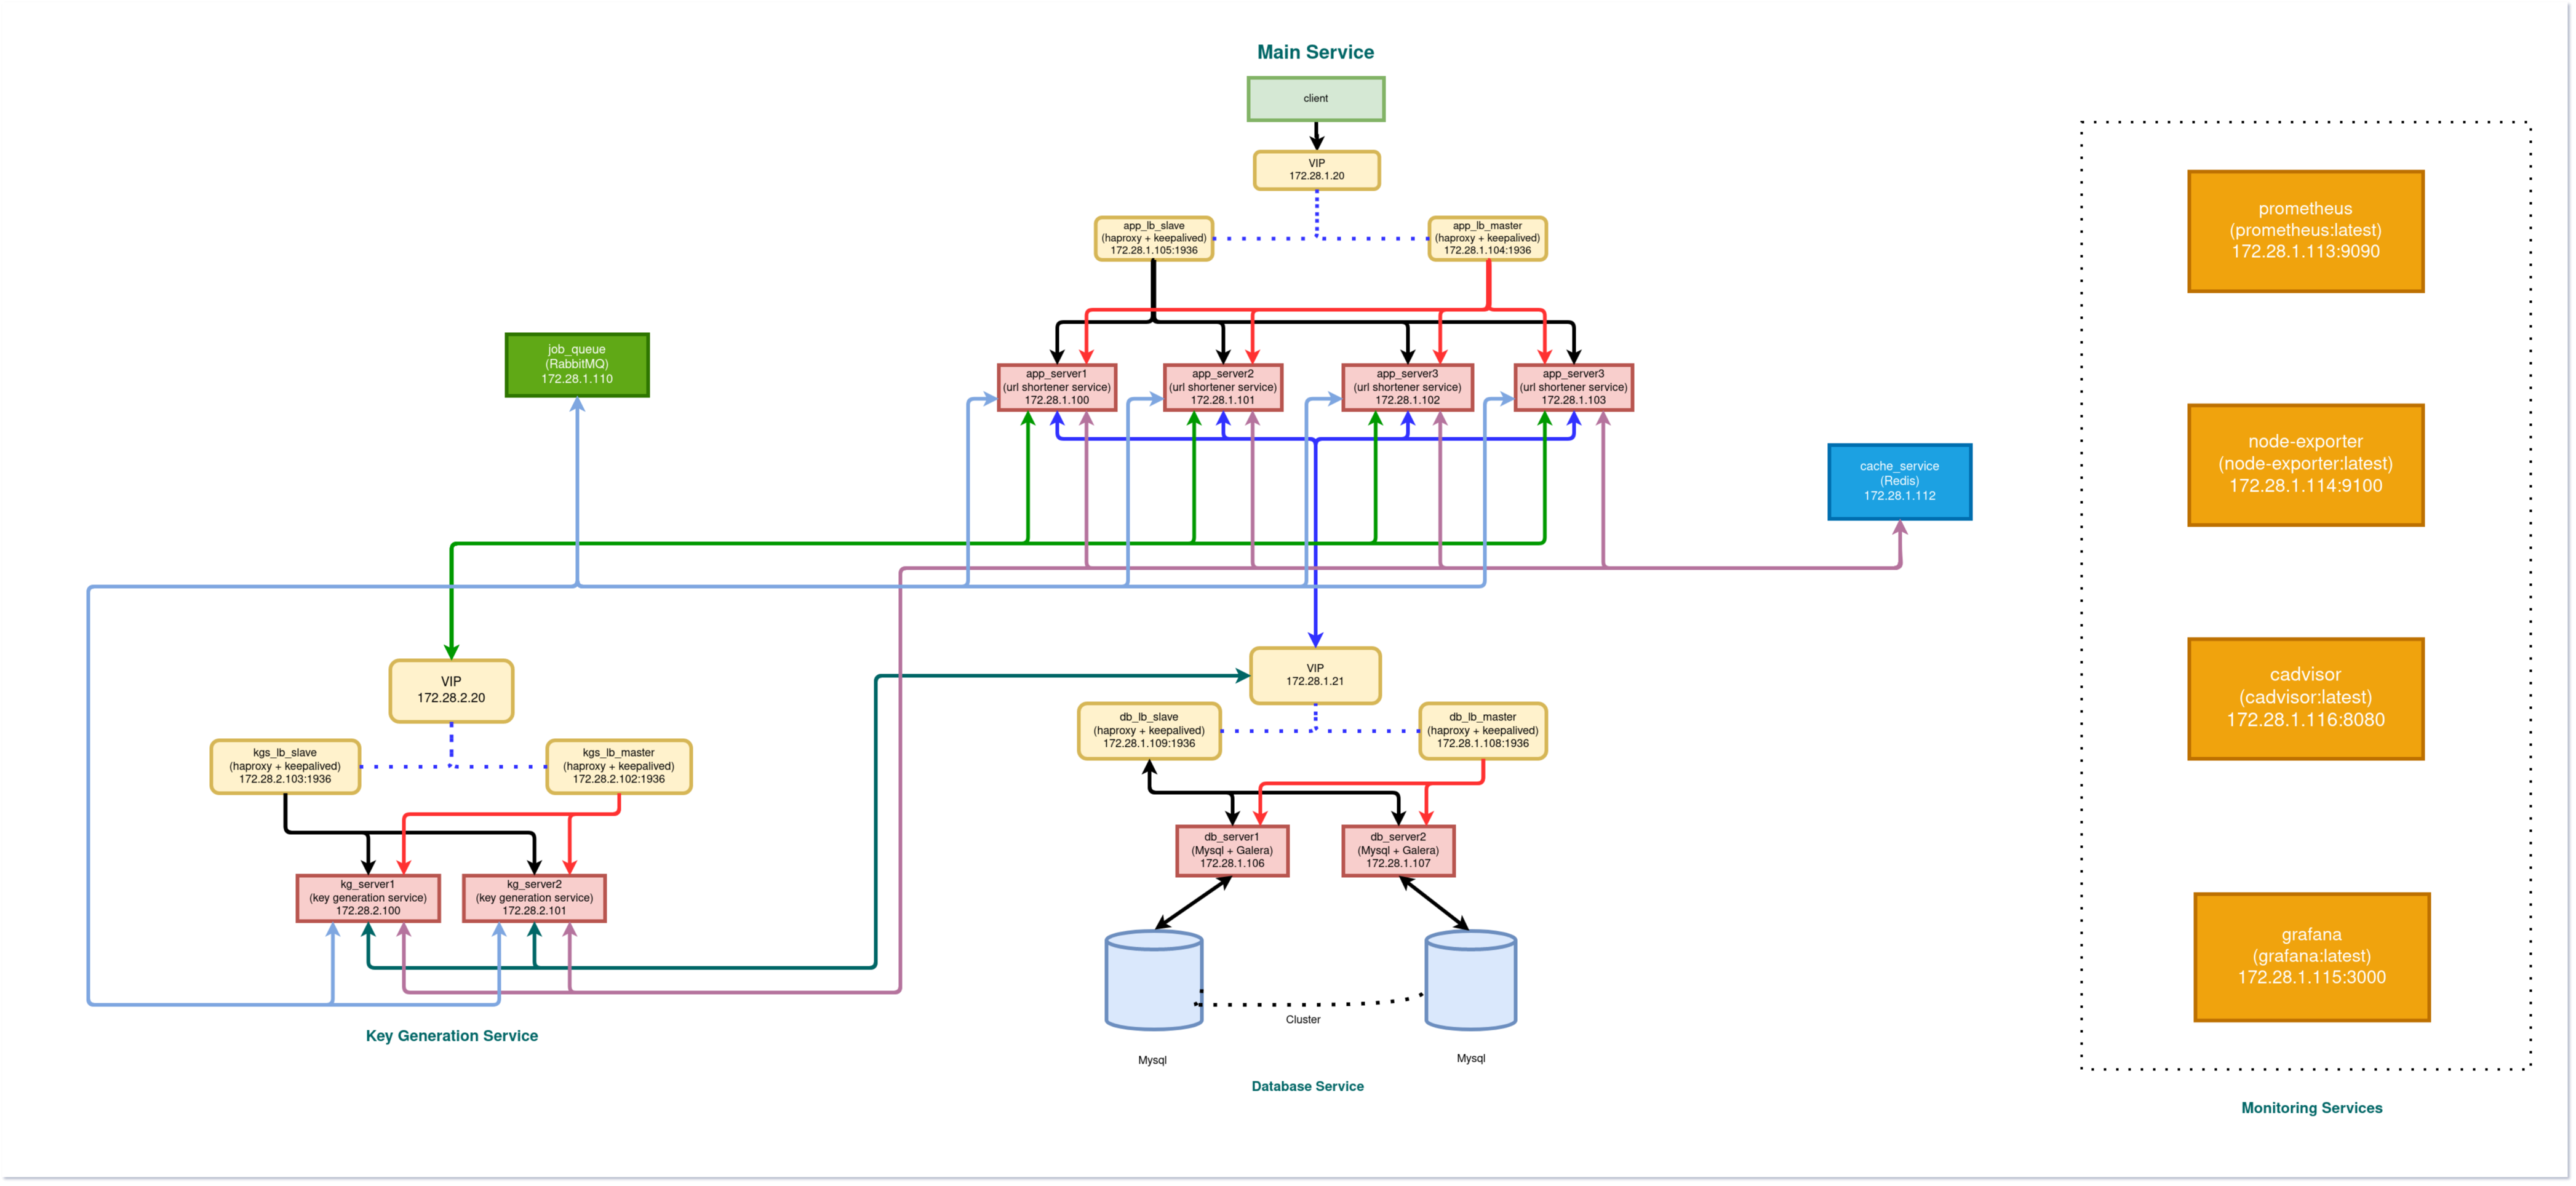 Main Service
client
VIP
172.28.1.20
app_lb_slave
(haproxy + keepalived)
172.28.1.105:1936
app_lb_master
(haproxy + keepalived)
172.28.1.104:1936
job_queue
(RabbitMQ)
172.28.1.110
app_server1
(url shortener service)
172.28.1.100
app_server2
(url shortener service)
172.28.1.101
app_server3
(url shortener service)
172.28.1.102
app_server3
(url shortener service)
172.28.1.103
cache_service
(Redis)
172.28.1.112
VIP
172.28.2.20
kgs_lb_slave
(haproxy + keepalived)
172.28.2.103:1936
kgs_lb_master
(haproxy + keepalived)
172.28.2.102:1936
kg_server1
(key generation service)
172.28.2.100
kg_server2
(key generation service)
172.28.2.101
Key Generation Service
VIP
172.28.1.21
db_lb_slave
(haproxy + keepalived)
172.28.1.109:1936
db_lb_master
(haproxy + keepalived)
172.28.1.108:1936
db_server1
(Mysql + Galera)
172.28.1.106
db_server2
(Mysql + Galera)
172.28.1.107
Cluster
Mysql
Mysql
Database Service
prometheus
(prometheus:latest)
172.28.1.113:9090
node-exporter
(node-exporter:latest)
172.28.1.114:9100
cadvisor
(cadvisor:latest)
172.28.1.116:8080
grafana
(grafana:latest)
172.28.1.115:3000
Monitoring Services